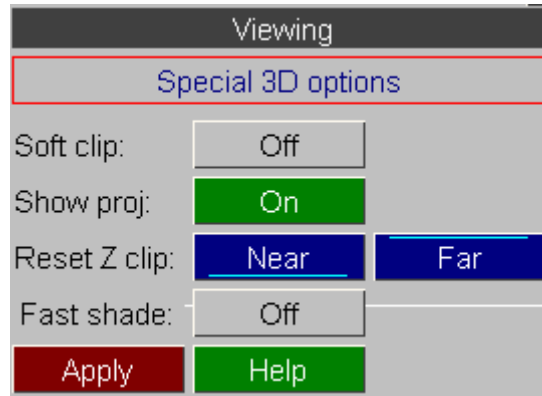 Viewing
Special 3D options
Soft clip: Off
Show proj: On
Reset Z clip: Near Far
Fast shade: Off
Apply Help